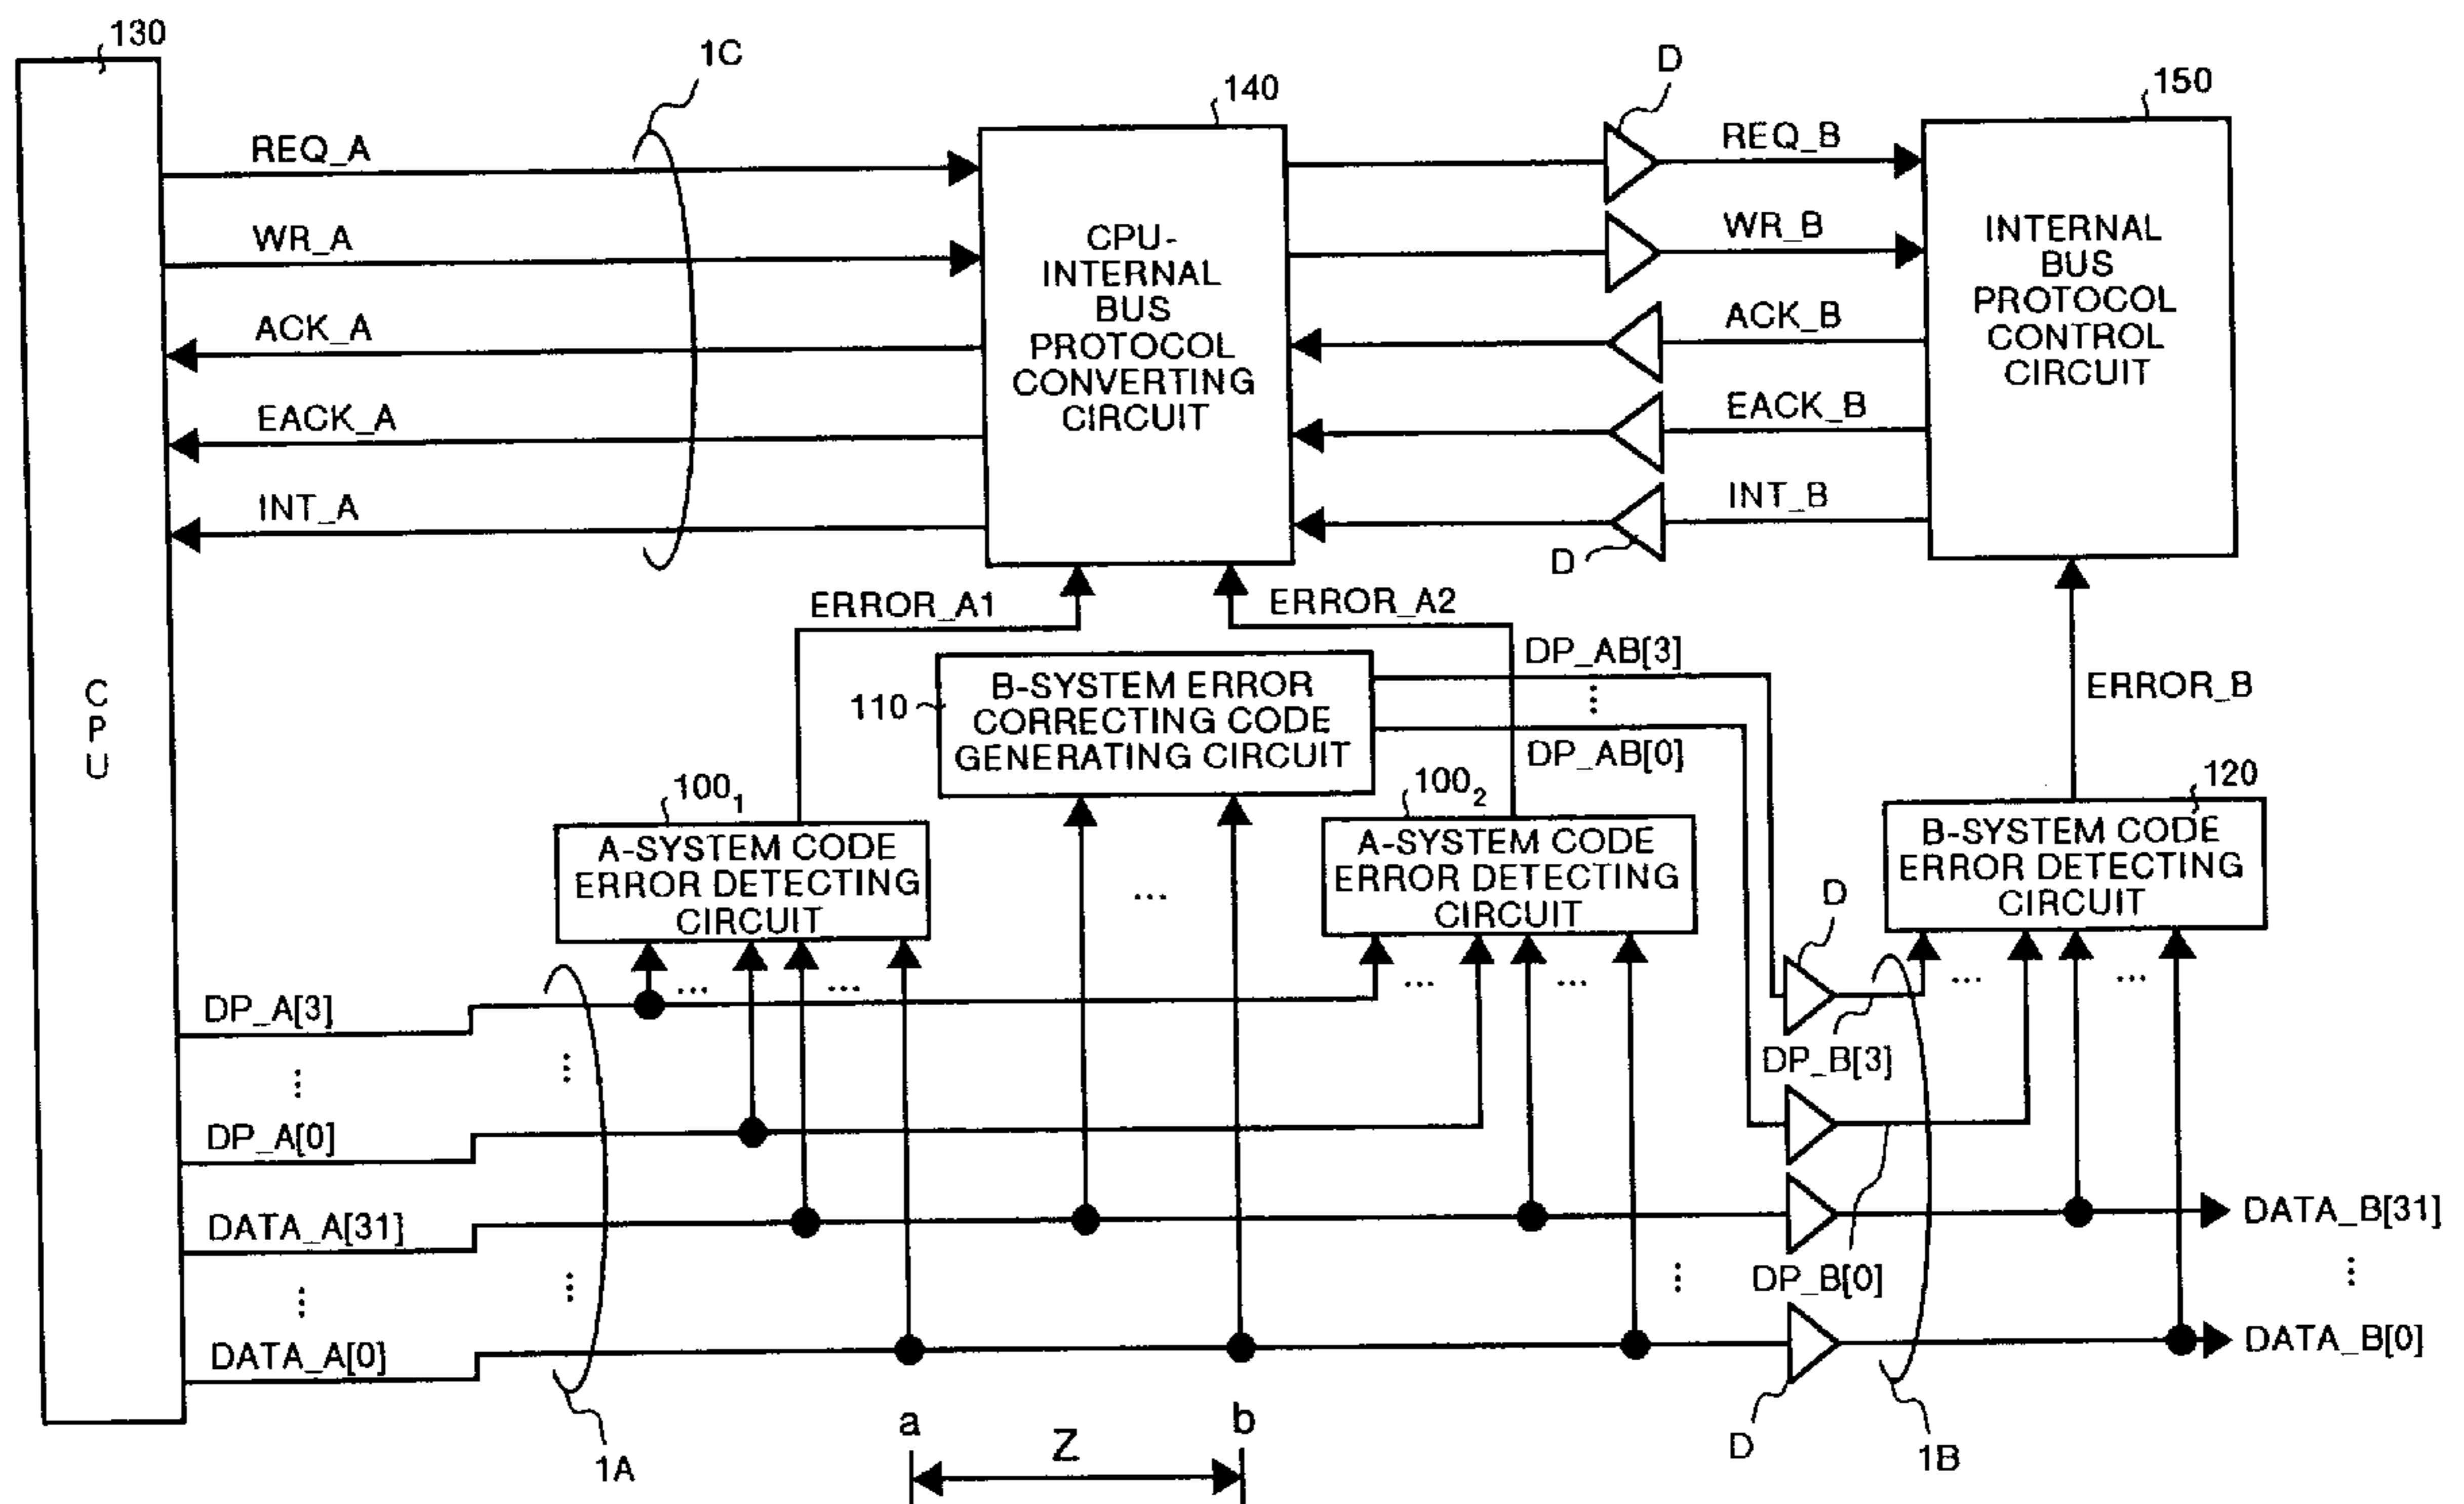 130
1C
D
140
150
REQ_A
WR_A
ACK_A
EACK_A
INT_A
CPU-
INTERNAL
BUS
PROTOCOL
CONVERTING
CIRCUIT
REQ_B
WR_B
ACK_B
EACK_B
INT_B
D
INTERNAL
BUS
PROTOCOL
CONTROL
CIRCUIT
ERROR_A1
ERROR_A2
ERROR_B
C
P
U
110
B-SYSTEM ERROR
CORRECTING CODE
GENERATING CIRCUIT
DP_AB[3]
⋮
DP_AB[0]
100₁
A-SYSTEM CODE
ERROR DETECTING
CIRCUIT
...
100₂
A-SYSTEM CODE
ERROR DETECTING
CIRCUIT
120
B-SYSTEM CODE
ERROR DETECTING
CIRCUIT
D
... ... ... ... ... ...
DP_A[3]
⋮ ⋮
DP_A[0]
DATA_A[31]
⋮ ⋮
DATA_A[0]
DP_B[3]
DP_B[0]
⋮
DATA_B[31]
⋮
DATA_B[0]
1A
a
Z
b
D
1B